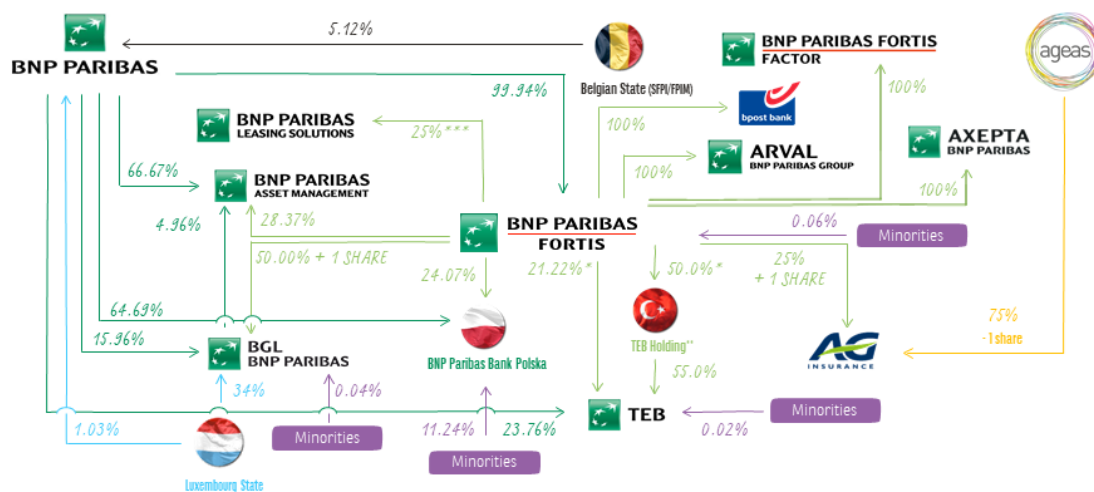 5.12%
BNP PARIBAS
Belgian State (SFPI/FPIM)
BNP PARIBAS FORTIS
FACTOR
ageas
99.94%
100%
bpost bank
100%
BNP PARIBAS
LEASING SOLUTIONS
25%***
ARVAL
BNP PARIBAS GROUP
AXEPTA
BNP PARIBAS
66.67%
100%
100%
BNP PARIBAS
ASSET MANAGEMENT
4.96%
28.37%
BNP PARIBAS
FORTIS
0.06%
Minorities
50.00% + 1 SHARE
24.07%
21.22%*
50.0%*
25%
+ 1 SHARE
64.69%
75%
- 1 share
15.96%
BGL
BNP PARIBAS
BNP Paribas Bank Polska
TEB Holding**
AG
INSURANCE
34%
0.04%
55.0%
TEB
Minorities
1.03%
Minorities
11.24%
23.76%
0.02%
Minorities
Luxembourg State